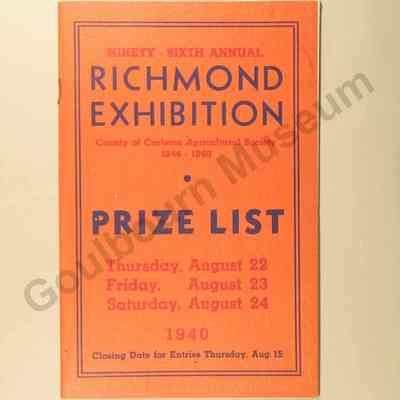 NINETY - SIXTH ANNUAL
RICHMOND
EXHIBITION
County of Carleton Agricultural Society
1844 - 1940
PRIZE LIST
Thursday, August 22
Friday, August 23
Saturday, August 24
1940
Closing Date for Entries Thursday, Aug. 15
Goulbourn Museum